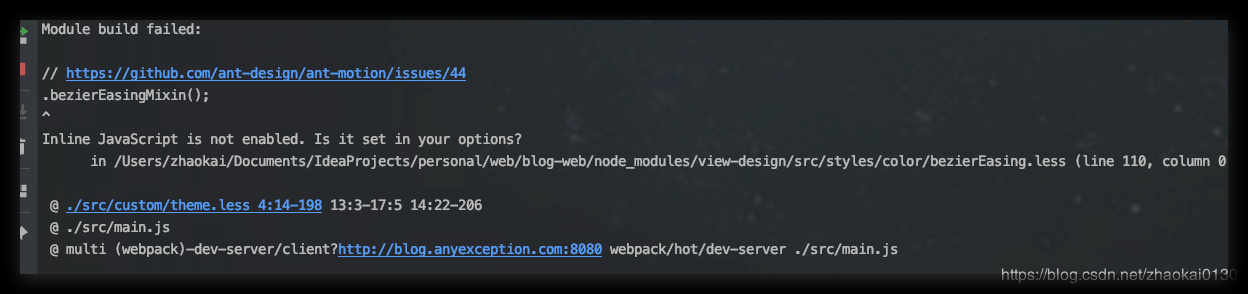 Module build failed:
// https://github.com/ant-design/ant-motion/issues/44
.bezierEasingMixin();
^
Inline JavaScript is not enabled. Is it set in your options?
in /Users/zhaokai/Documents/IdeaProjects/personal/web/blog-web/node_modules/view-design/src/styles/color/bezierEasing.less (line 110, column 0
@ ./src/custom/theme.less 4:14-198 13:3-17:5 14:22-206
@ ./src/main.js
@ multi (webpack)-dev-server/client?http://blog.anyexception.com:8080 webpack/hot/dev-server ./src/main.js
https://blog.csdn.net/zhaokai0130